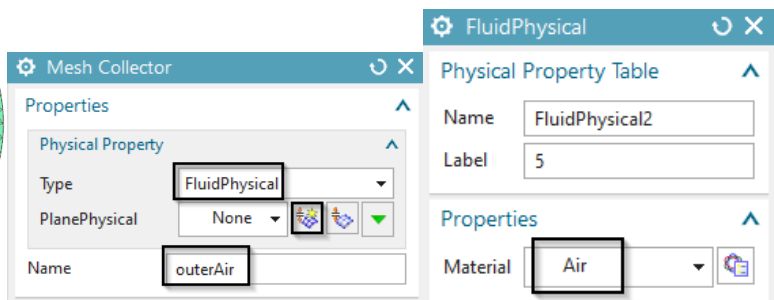 Mesh Collector
Properties
Physical Property
Type FluidPhysical
PlanePhysical None
Name outerAir
FluidPhysical
Physical Property Table
Name FluidPhysical2
Label 5
Properties
Material Air